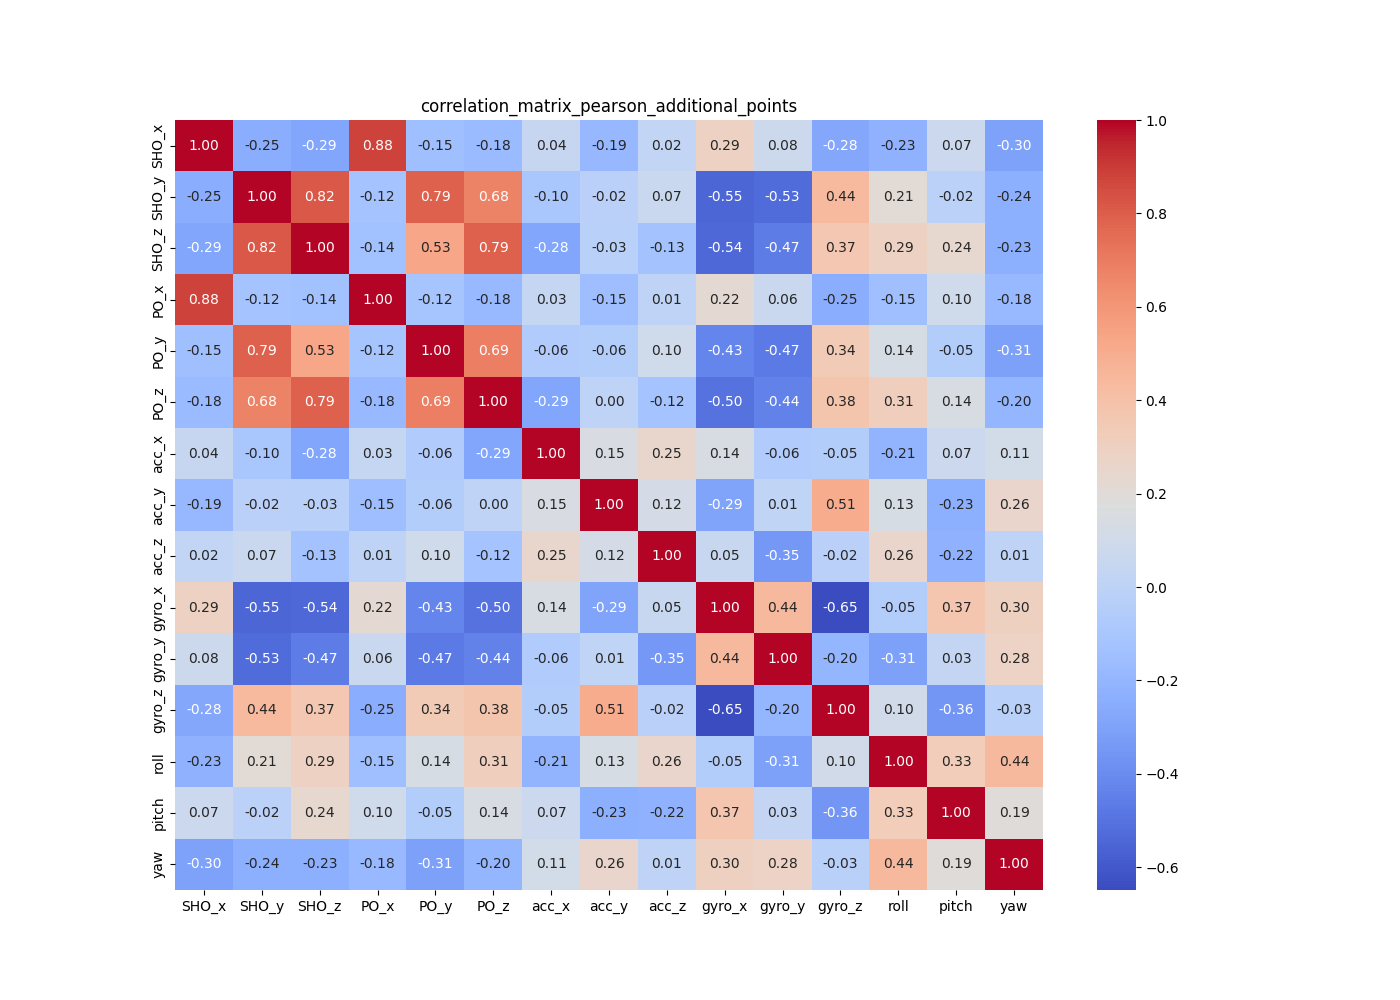 correlation_matrix_pearson_additional_points
SHO_x 1.00 -0.25 -0.29 0.88 -0.15 -0.18 0.04 -0.19 0.02 0.29 0.08 -0.28 -0.23 0.07 -0.30
SHO_y -0.25 1.00 0.82 -0.12 0.79 0.68 -0.10 -0.02 0.07 -0.55 -0.53 0.44 0.21 -0.02 -0.24
SHO_z -0.29 0.82 1.00 -0.14 0.53 0.79 -0.28 -0.03 -0.13 -0.54 -0.47 0.37 0.29 0.24 -0.23
PO_x 0.88 -0.12 -0.14 1.00 -0.12 -0.18 0.03 -0.15 0.01 0.22 0.06 -0.25 -0.15 0.10 -0.18
PO_y -0.15 0.79 0.53 -0.12 1.00 0.69 -0.06 -0.06 0.10 -0.43 -0.47 0.34 0.14 -0.05 -0.31
PO_z -0.18 0.68 0.79 -0.18 0.69 1.00 -0.29 0.00 -0.12 -0.50 -0.44 0.38 0.31 0.14 -0.20
acc_x 0.04 -0.10 -0.28 0.03 -0.06 -0.29 1.00 0.15 0.25 0.14 -0.06 -0.05 -0.21 0.07 0.11
acc_y -0.19 -0.02 -0.03 -0.15 -0.06 0.00 0.15 1.00 0.12 -0.29 0.01 0.51 0.13 -0.23 0.26
acc_z 0.02 0.07 -0.13 0.01 0.10 -0.12 0.25 0.12 1.00 0.05 -0.35 -0.02 0.26 -0.22 0.01
gyro_x 0.29 -0.55 -0.54 0.22 -0.43 -0.50 0.14 -0.29 0.05 1.00 0.44 -0.65 -0.05 0.37 0.30
gyro_y 0.08 -0.53 -0.47 0.06 -0.47 -0.44 -0.06 0.01 -0.35 0.44 1.00 -0.20 -0.31 0.03 0.28
gyro_z -0.28 0.44 0.37 -0.25 0.34 0.38 -0.05 0.51 -0.02 -0.65 -0.20 1.00 0.10 -0.36 -0.03
roll -0.23 0.21 0.29 -0.15 0.14 0.31 -0.21 0.13 0.26 -0.05 -0.31 0.10 1.00 0.33 0.44
pitch 0.07 -0.02 0.24 0.10 -0.05 0.14 0.07 -0.23 -0.22 0.37 0.03 -0.36 0.33 1.00 0.19
yaw -0.30 -0.24 -0.23 -0.18 -0.31 -0.20 0.11 0.26 0.01 0.30 0.28 -0.03 0.44 0.19 1.00
SHO_x SHO_y SHO_z PO_x PO_y PO_z acc_x acc_y acc_z gyro_x gyro_y gyro_z roll pitch yaw
1.0
0.8
0.6
0.4
0.2
0.0
−0.2
−0.4
−0.6